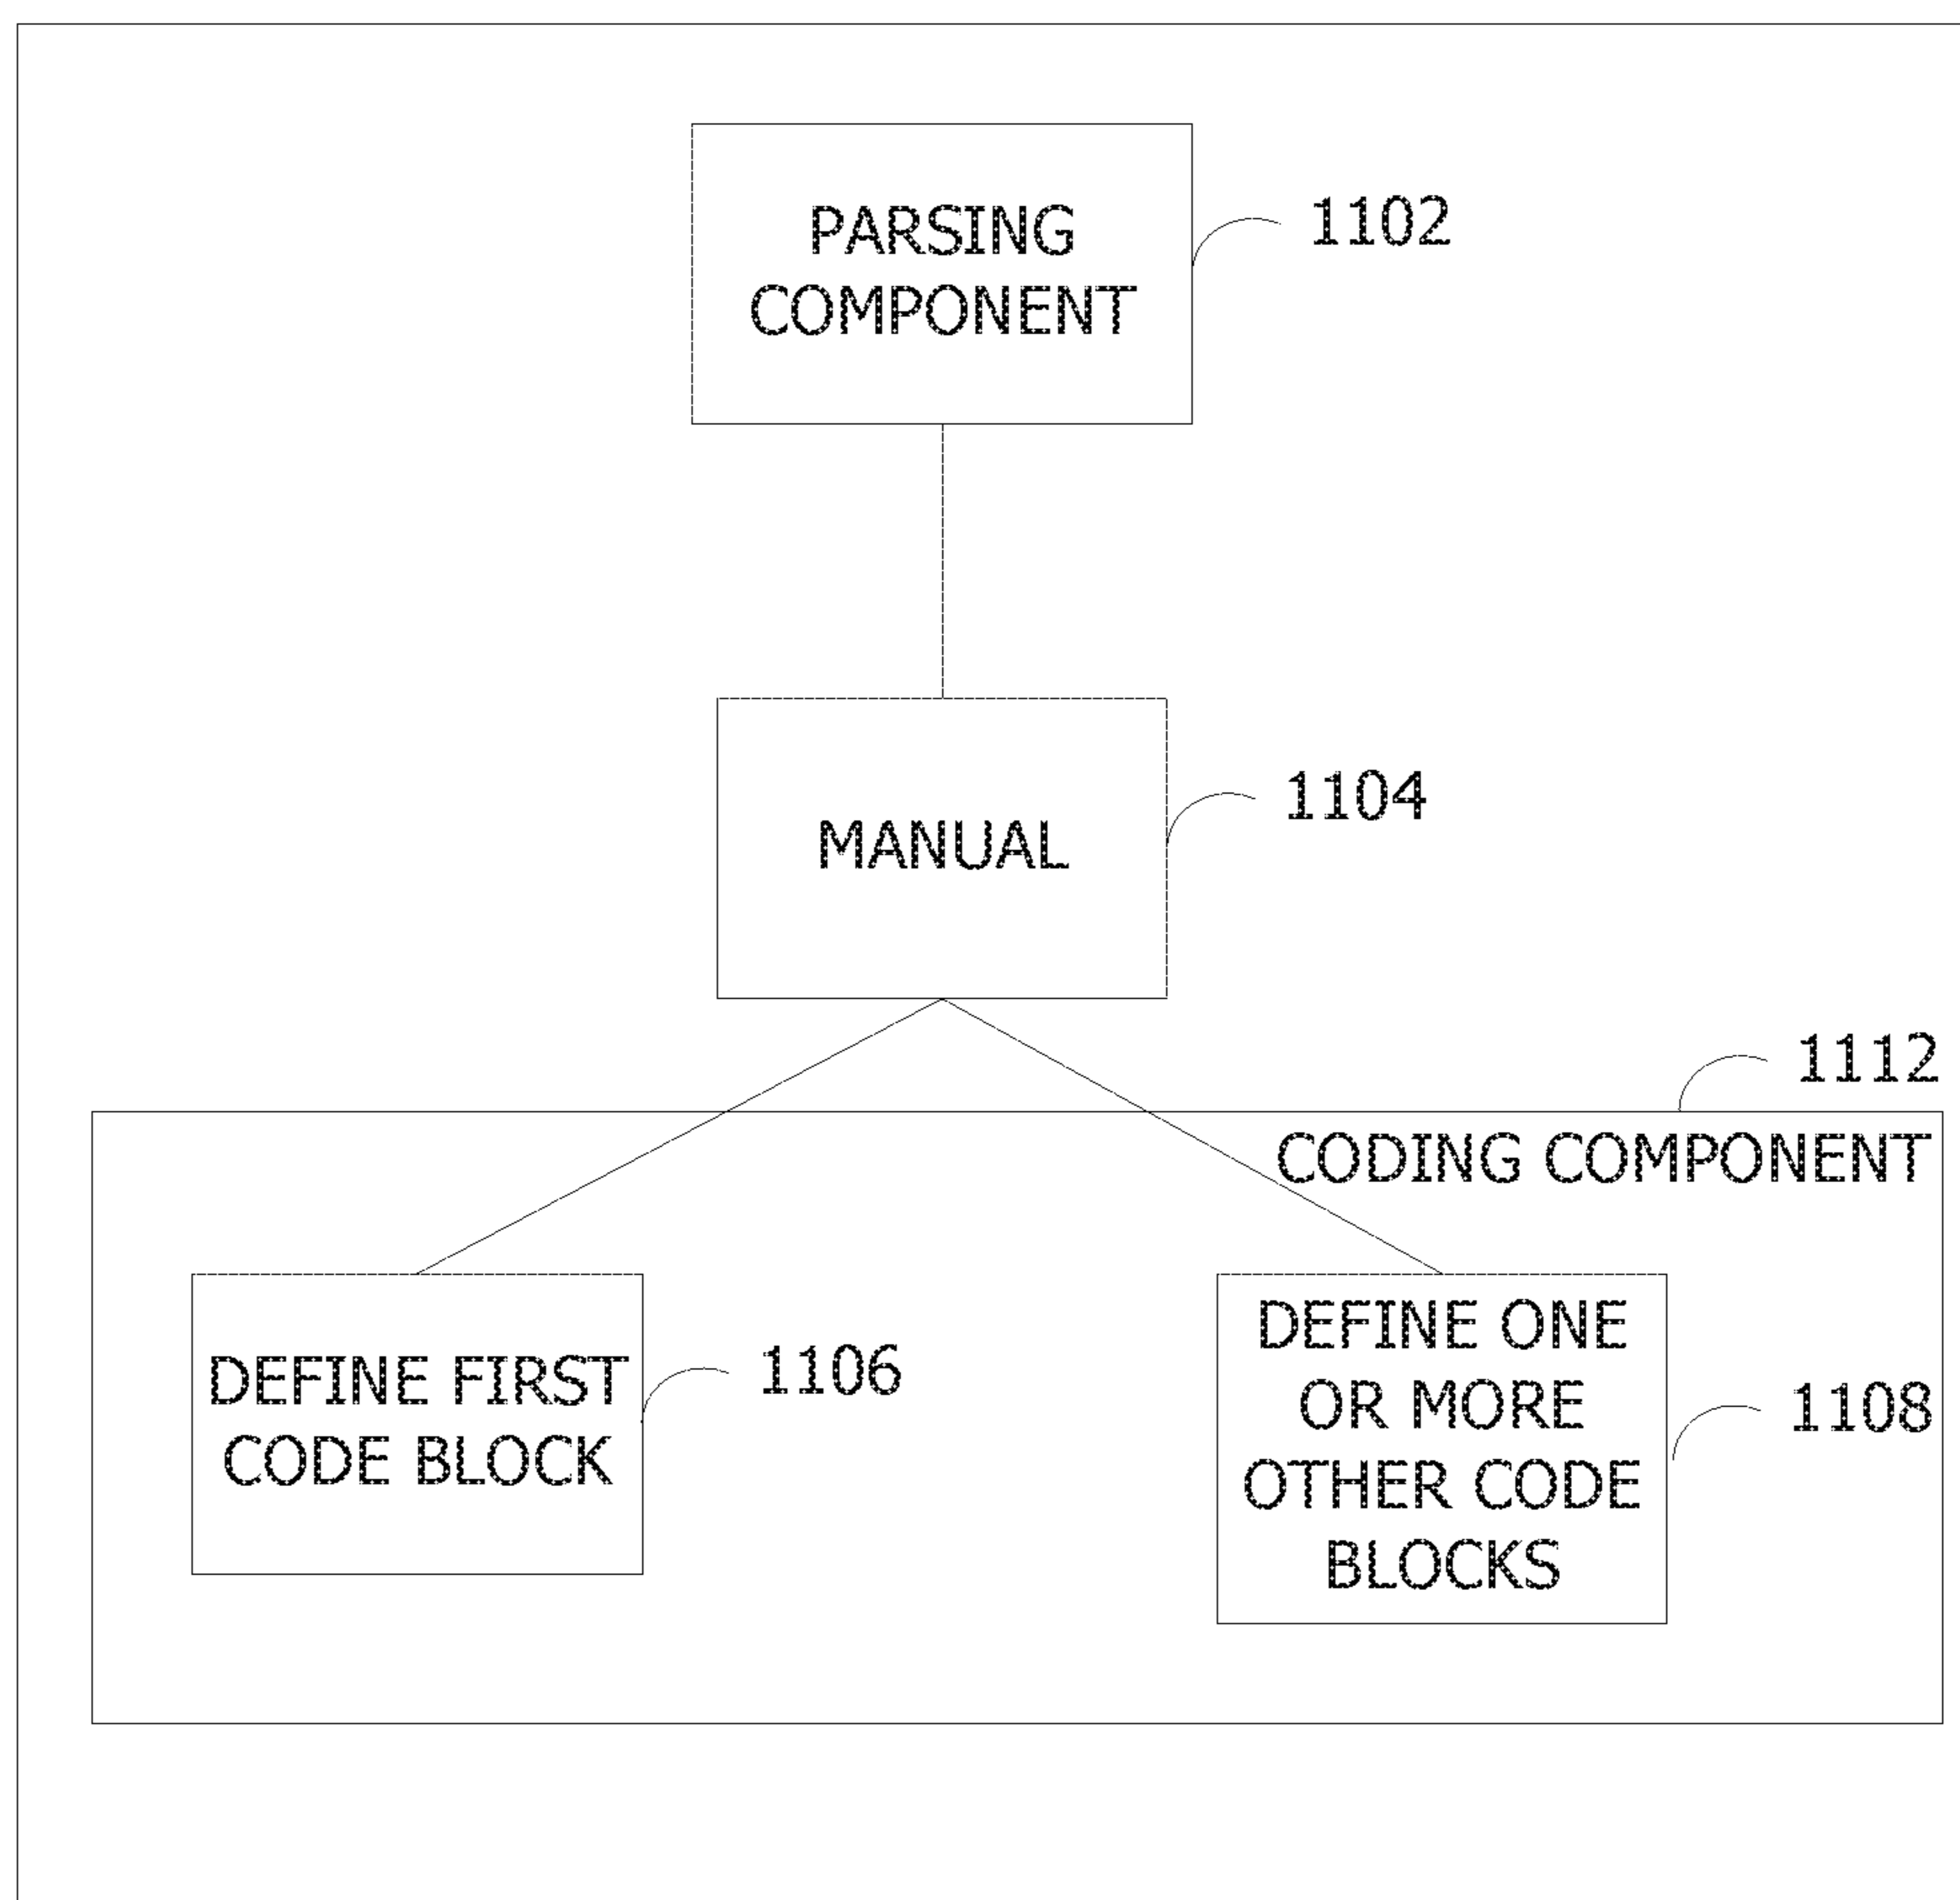 PARSING
COMPONENT
1102
MANUAL
1104
1112
CODING COMPONENT
DEFINE FIRST
CODE BLOCK
1106
DEFINE ONE
OR MORE
OTHER CODE
BLOCKS
1108